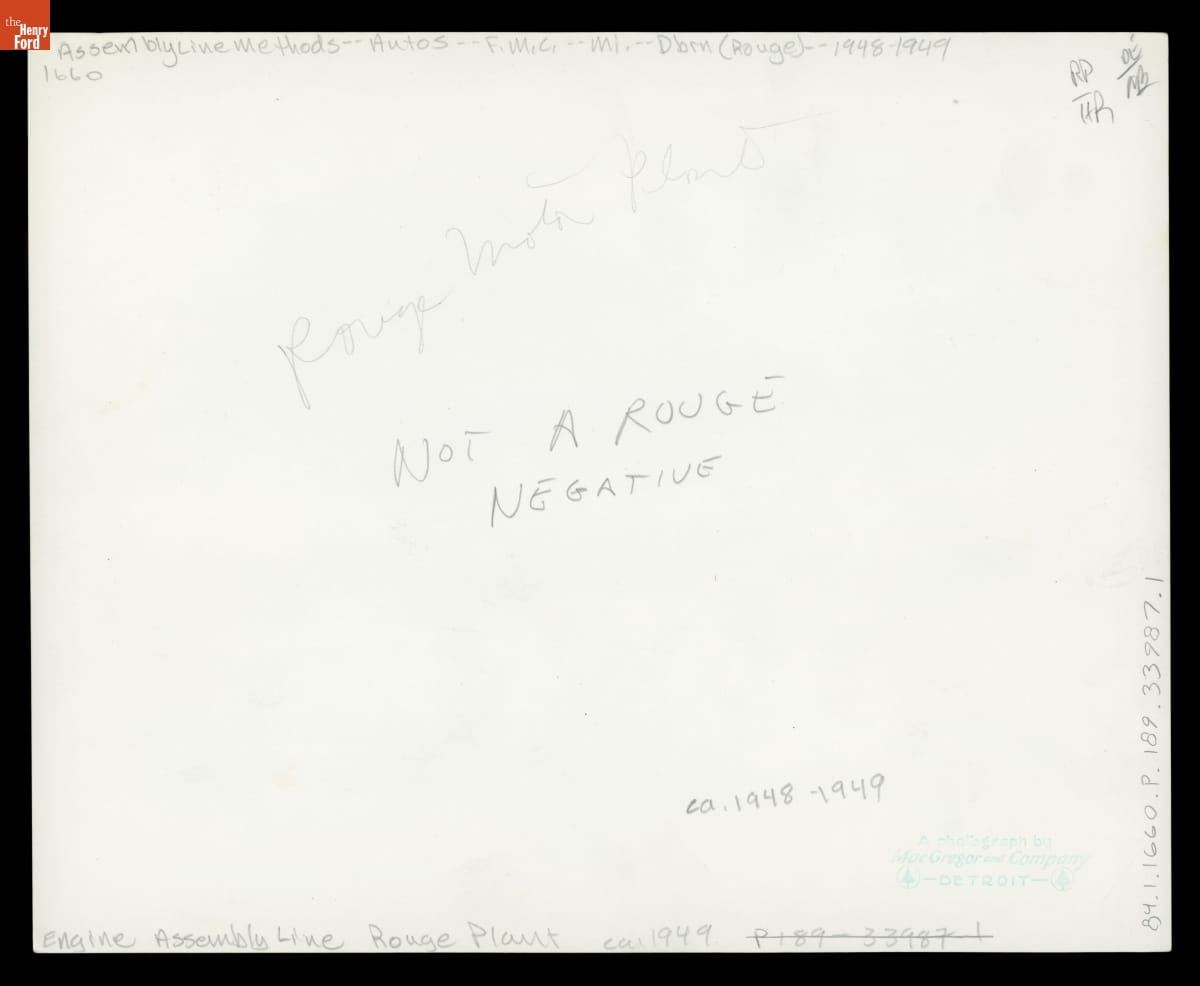 the Henry Ford
Assembly Line Methods -- Autos -- F.M.C. -- MI. -- Dbrn (Rouge) -- 1948-1949
1660
RP
HR
Rouge Motor Plant
NOT A ROUGE
NEGATIVE
ca. 1948-1949
A photograph by
MacGregor and Company
DETROIT
84.1.1660.P.189.33987.1
Engine Assembly Line Rouge Plant ca. 1949 P189-33987-1